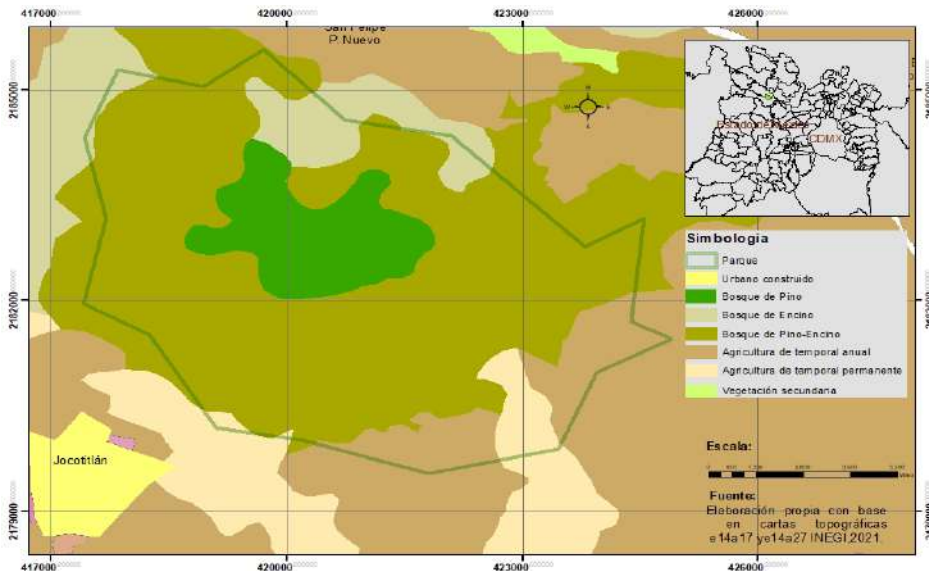 417000 420000 423000 426000
San Felipe
P. Nuevo
2185000
2182000
2179000
Jocotitlán
CDMX
Simbología
Parque
Urbano construido
Bosque de Pino
Bosque de Encino
Bosque de Pino-Encino
Agricultura de temporal anual
Agricultura de temporal permanente
Vegetación secundaria
Escala:
Fuente:
Elaboración propia con base
en cartas topográficas
e14a17 ye14a27 INEGI,2021.
417000 420000 423000 426000